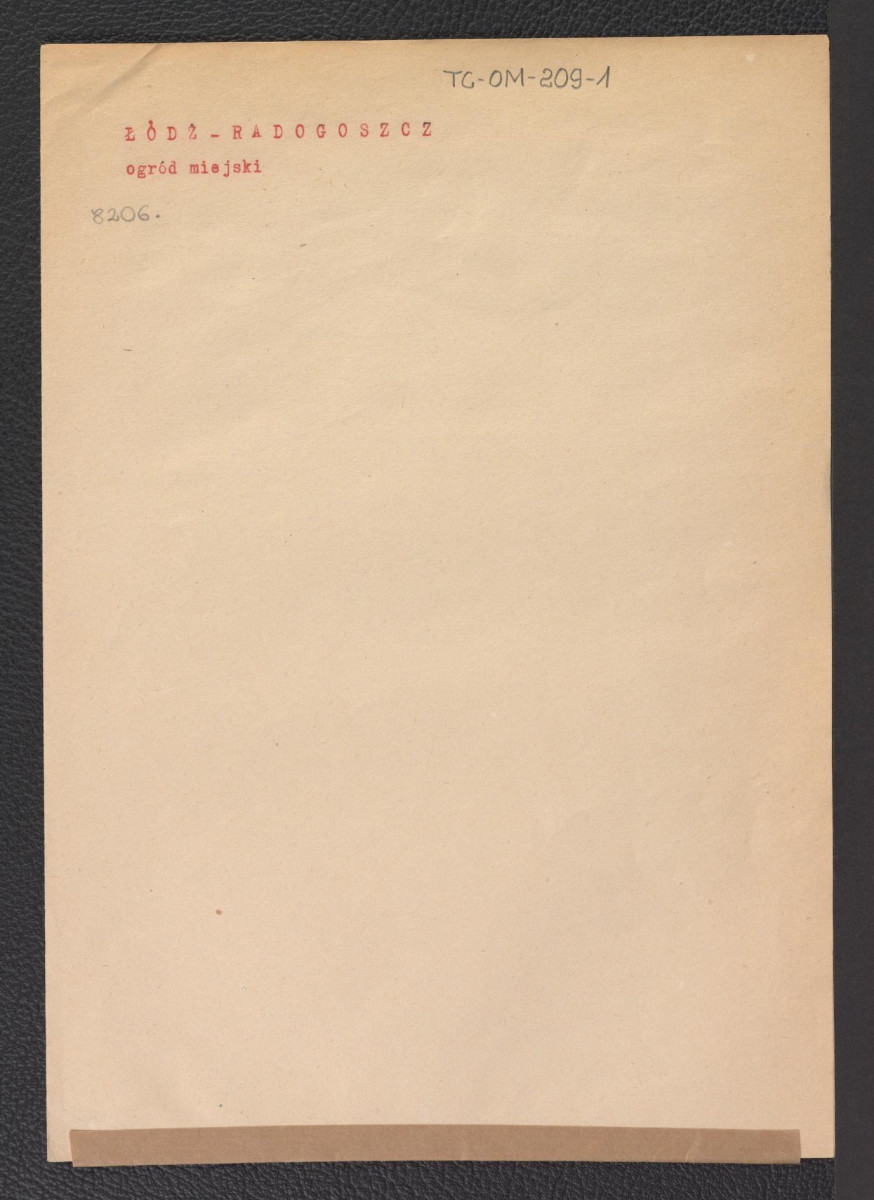 TG-OM-209-1
ŁÓDŹ - RADOGOSZCZ
ogród miejski
8206.